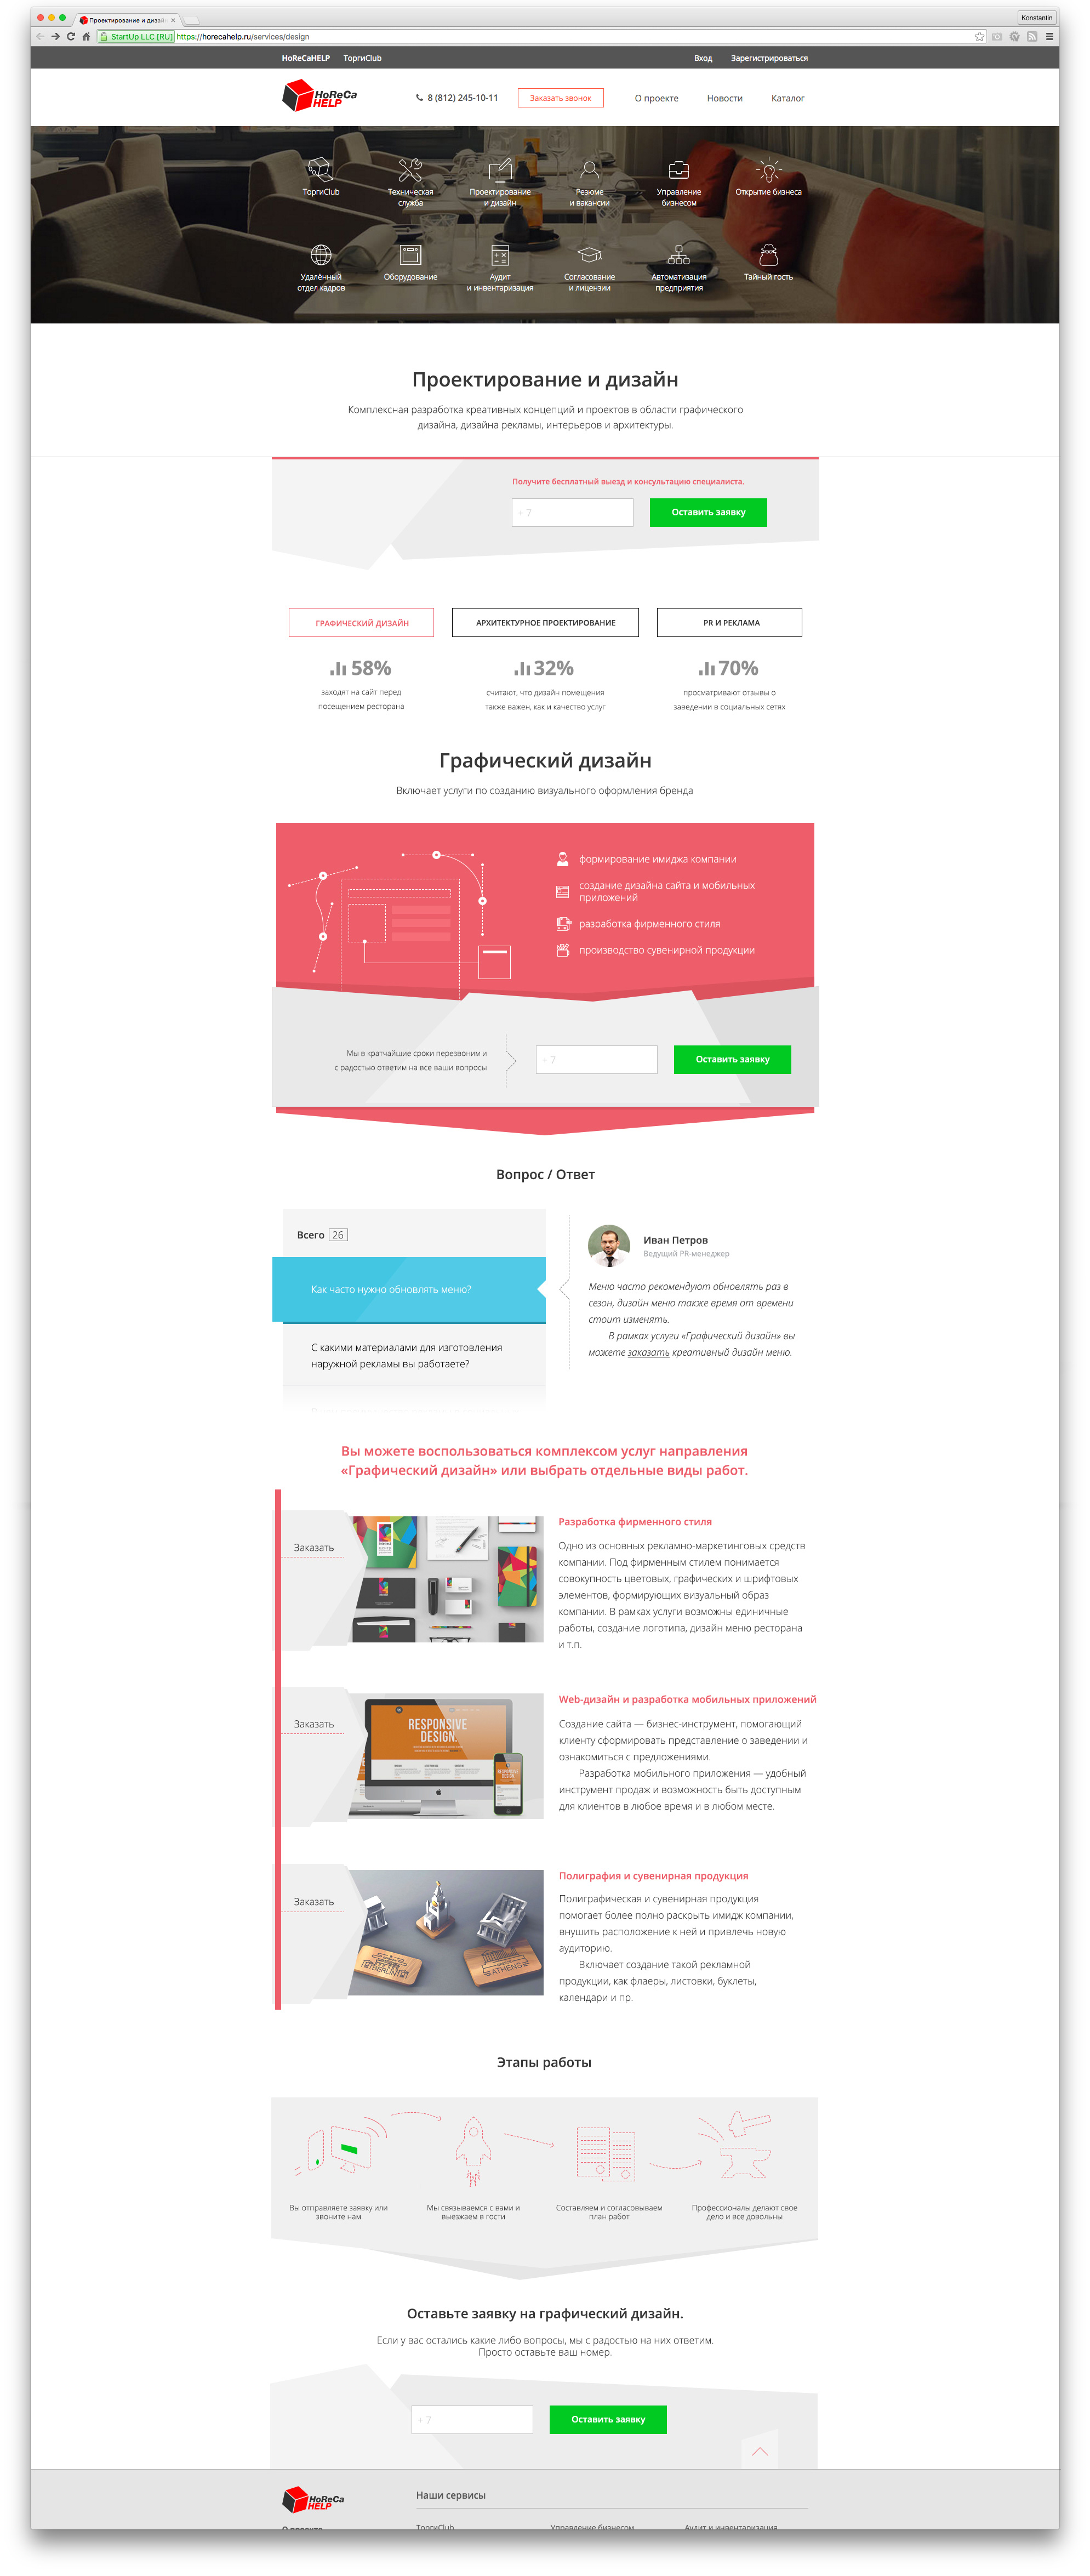 Проектирование и дизайн
Konstantin
StartUp LLC [RU] https://horecahelp.ru/services/design
HoReCaHELP ТоргиClub Вход Зарегистрироваться
HoReCa
HELP
8 (812) 245-10-11 Заказать звонок О проекте Новости Каталог
ТоргиClub
Техническая
служба
Проектирование
и дизайн
Резюме
и вакансии
Управление
бизнесом
Открытие бизнеса
Удалённый
отдел кадров
Оборудование
Аудит
и инвентаризация
Согласование
и лицензии
Автоматизация
предприятия
Тайный гость
Проектирование и дизайн
Комплексная разработка креативных концепций и проектов в области графического
дизайна, дизайна рекламы, интерьеров и архитектуры.
Получите бесплатный выезд и консультацию специалиста.
+ 7 Оставить заявку
ГРАФИЧЕСКИЙ ДИЗАЙН
АРХИТЕКТУРНОЕ ПРОЕКТИРОВАНИЕ
PR И РЕКЛАМА
58%
заходят на сайт перед
посещением ресторана
32%
считают, что дизайн помещения
также важен, как и качество услуг
70%
просматривают отзывы о
заведении в социальных сетях
Графический дизайн
Включает услуги по созданию визуального оформления бренда
формирование имиджа компании
создание дизайна сайта и мобильных
приложений
разработка фирменного стиля
производство сувенирной продукции
Мы в кратчайшие сроки перезвоним и
с радостью ответим на все ваши вопросы
+ 7 Оставить заявку
Вопрос / Ответ
Всего 26
Как часто нужно обновлять меню?
С какими материалами для изготовления
наружной рекламы вы работаете?
Иван Петров
Ведущий PR-менеджер
Меню часто рекомендуют обновлять раз в
сезон, дизайн меню также время от времени
стоит изменять.
В рамках услуги «Графический дизайн» вы
можете заказать креативный дизайн меню.
Вы можете воспользоваться комплексом услуг направления
«Графический дизайн» или выбрать отдельные виды работ.
Заказать
Разработка фирменного стиля
Одно из основных рекламно-маркетинговых средств
компании. Под фирменным стилем понимается
совокупность цветовых, графических и шрифтовых
элементов, формирующих визуальный образ
компании. В рамках услуги возможны единичные
работы, создание логотипа, дизайн меню ресторана
и т.п.
Заказать
RESPONSIVE
DESIGN.
Web-дизайн и разработка мобильных приложений
Создание сайта — бизнес-инструмент, помогающий
клиенту сформировать представление о заведении и
ознакомиться с предложениями.
Разработка мобильного приложения — удобный
инструмент продаж и возможность быть доступным
для клиентов в любое время и в любом месте.
Заказать
BERLIN
ATHENS
Полиграфия и сувенирная продукция
Полиграфическая и сувенирная продукция
помогает более полно раскрыть имидж компании,
внушить расположение к ней и привлечь новую
аудиторию.
Включает создание такой рекламной
продукции, как флаеры, листовки, буклеты,
календари и пр.
Этапы работы
Вы отправляете заявку или
звоните нам
Мы связываемся с вами и
выезжаем в гости
Составляем и согласовываем
план работ
Профессионалы делают свое
дело и все довольны
Оставьте заявку на графический дизайн.
Если у вас остались какие либо вопросы, мы с радостью на них ответим.
Просто оставьте ваш номер.
+ 7 Оставить заявку
HoReCa
HELP
Наши сервисы
О проекте
ТоргиClub Управление бизнесом Аудит и инвентаризация